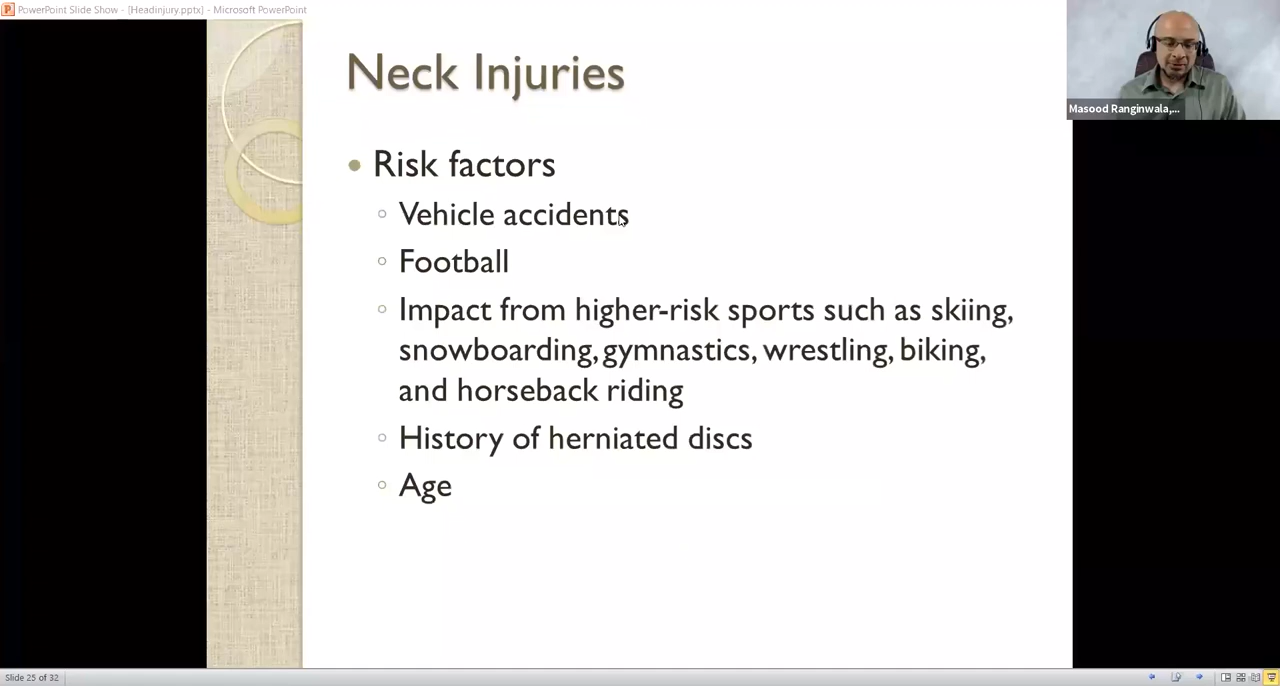 PowerPoint Slide Show - [Headinjury.pptx] - Microsoft PowerPoint
Masood Ranginwala,...
Neck Injuries
Risk factors
Vehicle accidents
Football
Impact from higher-risk sports such as skiing,
snowboarding, gymnastics, wrestling, biking,
and horseback riding
History of herniated discs
Age
Slide 25 of 32